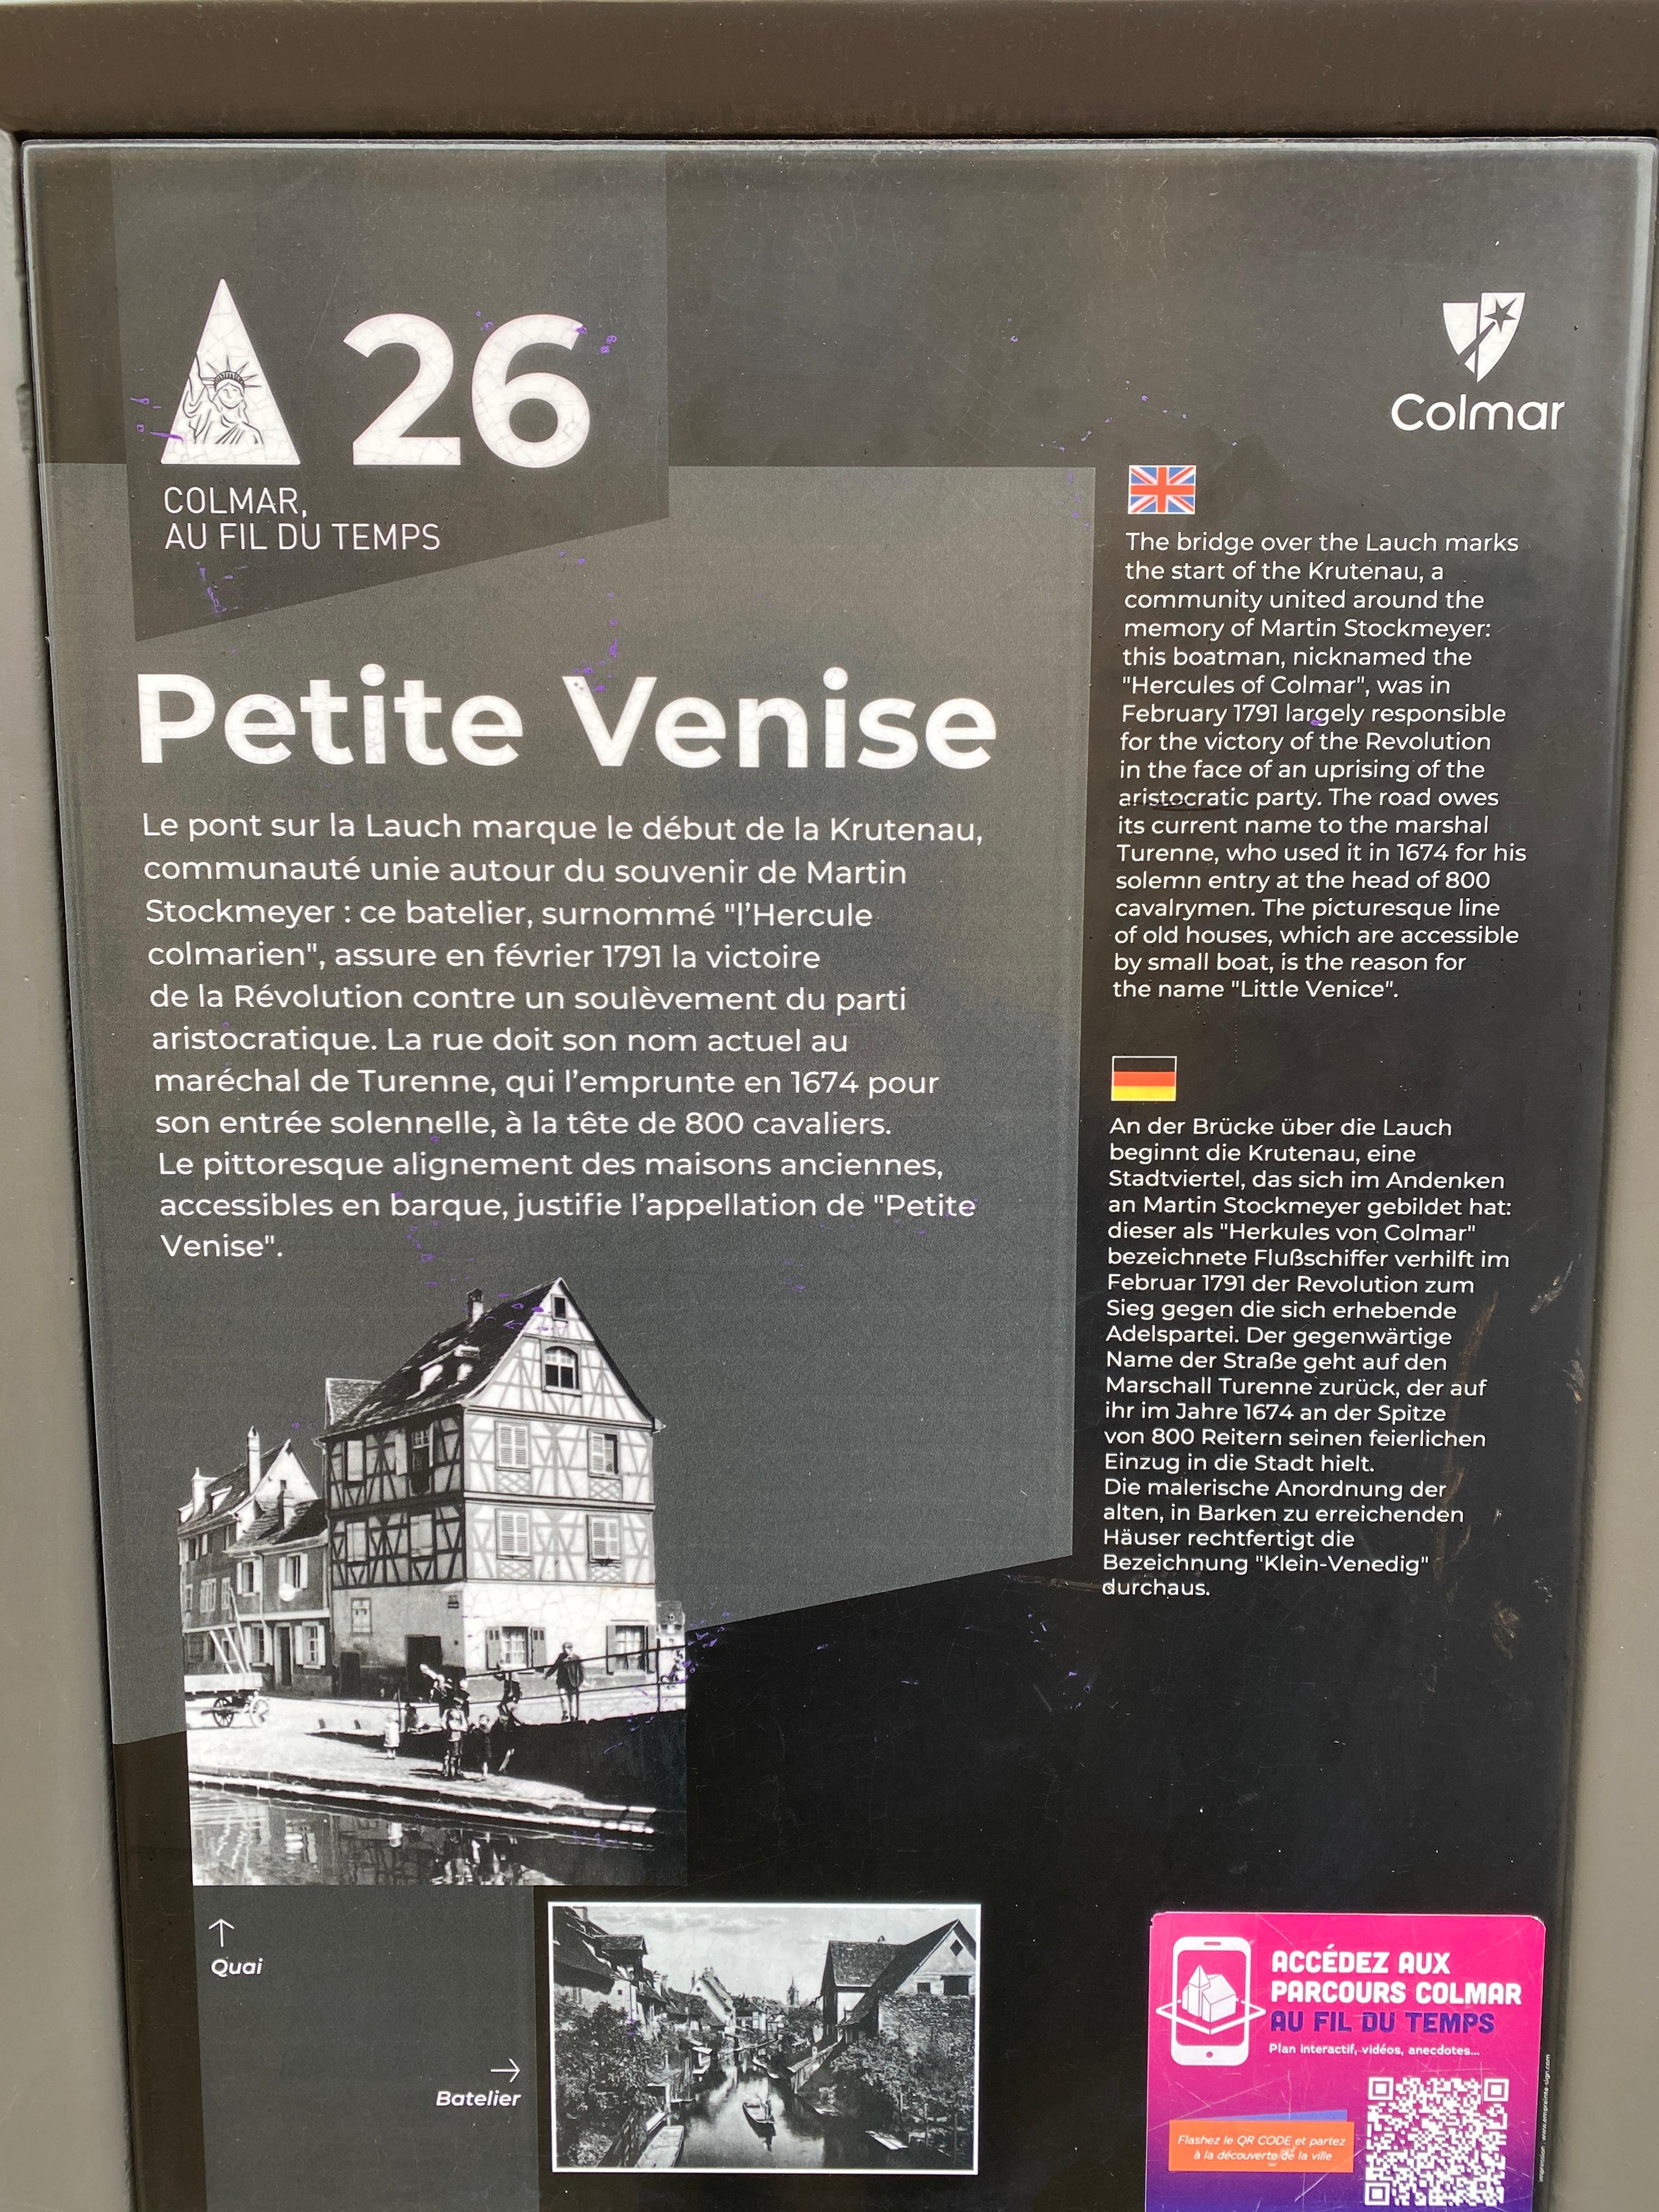 26
COLMAR,
AU FIL DU TEMPS
Colmar
Petite Venise
Le pont sur la Lauch marque le début de la Krutenau,
communauté unie autour du souvenir de Martin
Stockmeyer : ce batelier, surnommé "l'Hercule
colmarien", assure en février 1791 la victoire
de la Révolution contre un soulèvement du parti
aristocratique. La rue doit son nom actuel au
maréchal de Turenne, qui l'emprunte en 1674 pour
son entrée solennelle, à la tête de 800 cavaliers.
Le pittoresque alignement des maisons anciennes,
accessibles en barque, justifie l'appellation de "Petite
Venise".
The bridge over the Lauch marks
the start of the Krutenau, a
community united around the
memory of Martin Stockmeyer:
this boatman, nicknamed the
"Hercules of Colmar", was in
February 1791 largely responsible
for the victory of the Revolution
in the face of an uprising of the
aristocratic party. The road owes
its current name to the marshal
Turenne, who used it in 1674 for his
solemn entry at the head of 800
cavalrymen. The picturesque line
of old houses, which are accessible
by small boat, is the reason for
the name "Little Venice".
An der Brücke über die Lauch
beginnt die Krutenau, eine
Stadtviertel, das sich im Andenken
an Martin Stockmeyer gebildet hat:
dieser als "Herkules von Colmar"
bezeichnete Flußschiffer verhilft im
Februar 1791 der Revolution zum
Sieg gegen die sich erhebende
Adelspartei. Der gegenwärtige
Name der Straße geht auf den
Marschall Turenne zurück, der auf
ihr im Jahre 1674 an der Spitze
von 800 Reitern seinen feierlichen
Einzug in die Stadt hielt.
Die malerische Anordnung der
alten, in Barken zu erreichenden
Häuser rechtfertigt die
Bezeichnung "Klein-Venedig"
durchaus.
Quai
Batelier
ACCÉDEZ AUX
PARCOURS COLMAR
AU FIL DU TEMPS
Plan interactif, vidéos, anecdotes...
Flashez le QR CODE et partez
à la découverte de la ville
impression : www.empreinte-sign.com